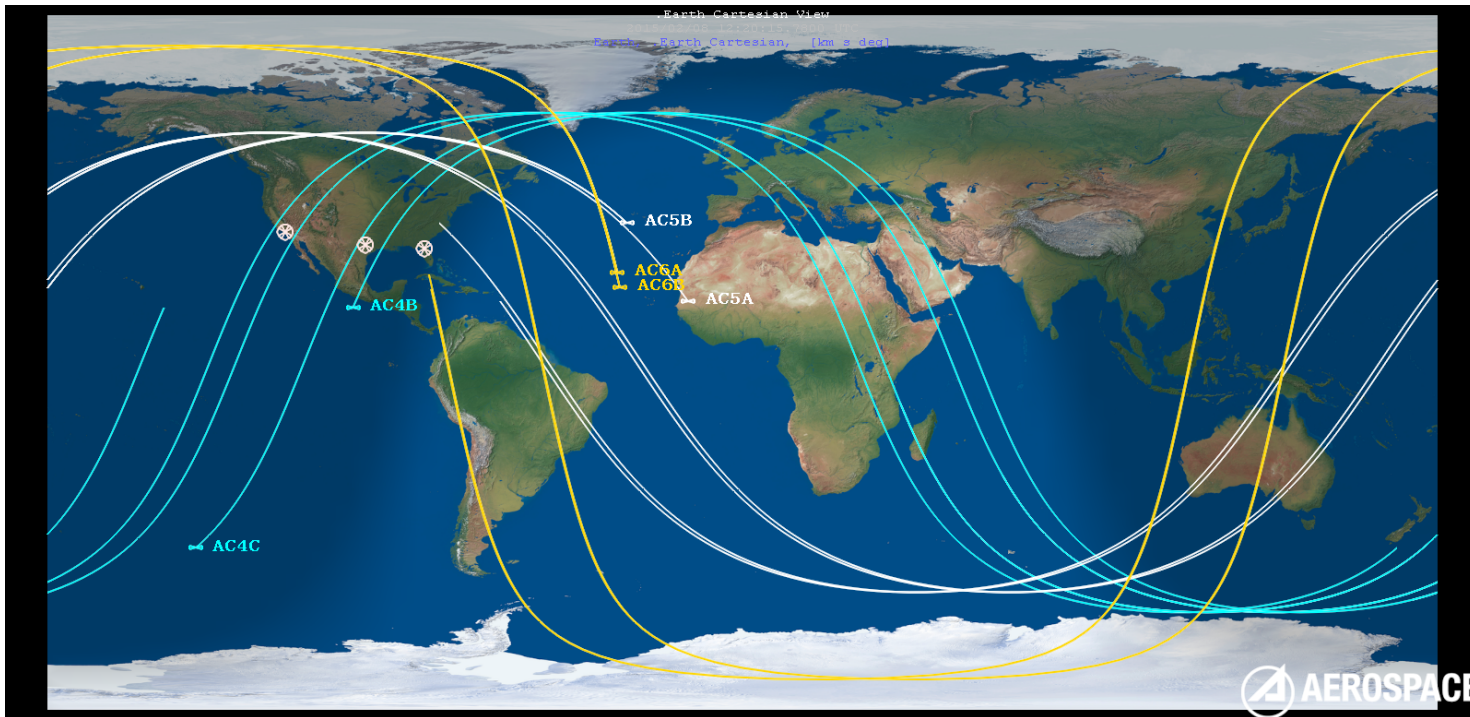 .Earth Cartesian View
Earth, Earth Cartesian, [km s deg]
AC5B
AC6A
AC6B
AC5A
AC4B
AC4C
AEROSPACE